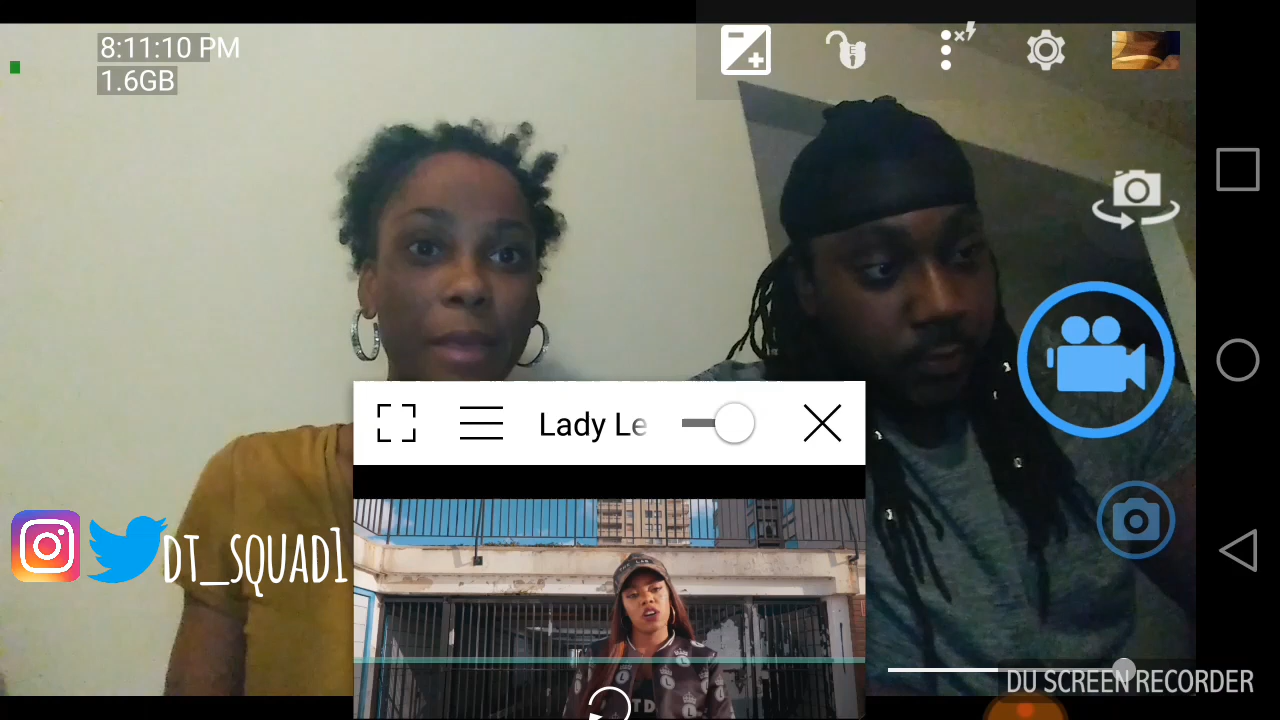 8:11:10 PM
1.6GB
Lady Le
DT_SQUAD1
DU SCREEN RECORDER